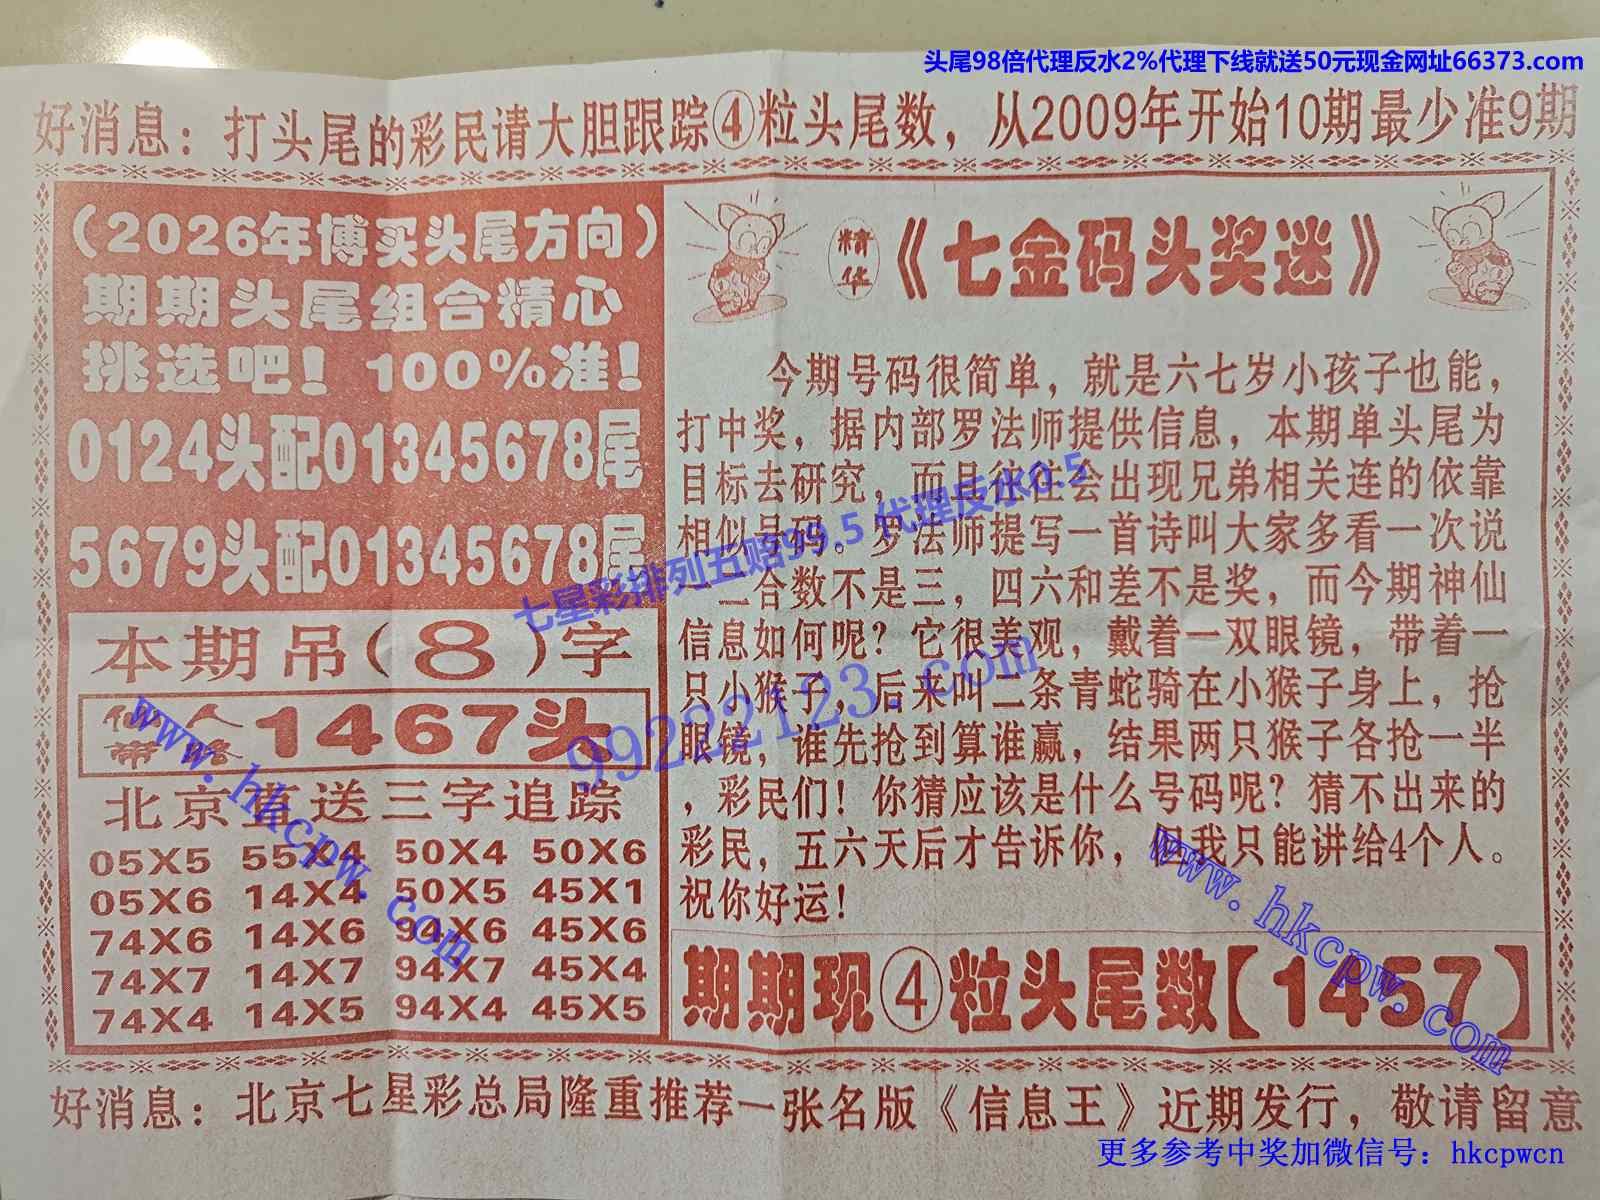 头尾98倍代理反水2%代理下线就送50元现金网址66373.com
好消息：打头尾的彩民请大胆跟踪④粒头尾数，从2009年开始10期最少准9期
（2026年博买头尾方向）
期期头尾组合精心
挑选吧！100%准！
0124头配01345678尾
5679头配01345678尾
本期吊（8）字
仙人带路 1467头
北京直送三字追踪
05X5 55X4 50X4 50X6
05X6 14X4 50X5 45X1
74X6 14X6 94X6 45X6
74X7 14X7 94X7 45X4
74X4 14X5 94X4 45X5
精华《七金码头奖迷》
今期号码很简单，就是六七岁小孩子也能，
打中奖，据内部罗法师提供信息，本期单头尾为
目标去研究，而且往往会出现兄弟相关连的依靠
相似号码。罗法师提写一首诗叫大家多看一次说
二合数不是三，四六和差不是奖，而今期神仙
信息如何呢？它很美观，戴着一双眼镜，带着一
只小猴子，后来叫二条青蛇骑在小猴子身上，抢
眼镜，谁先抢到算谁赢，结果两只猴子各抢一半
，彩民们！你猜应该是什么号码呢？猜不出来的
彩民，五六天后才告诉你，但我只能讲给4个人。
祝你好运！
期期现④粒头尾数【1457】
好消息：北京七星彩总局隆重推荐一张名版《信息王》近期发行，敬请留意
七星彩排列五赔99.5 代理反水0.5
99222123.com
www.hkcpw.com
www.hkcpw.com
更多参考中奖加微信号：hkcpwcn